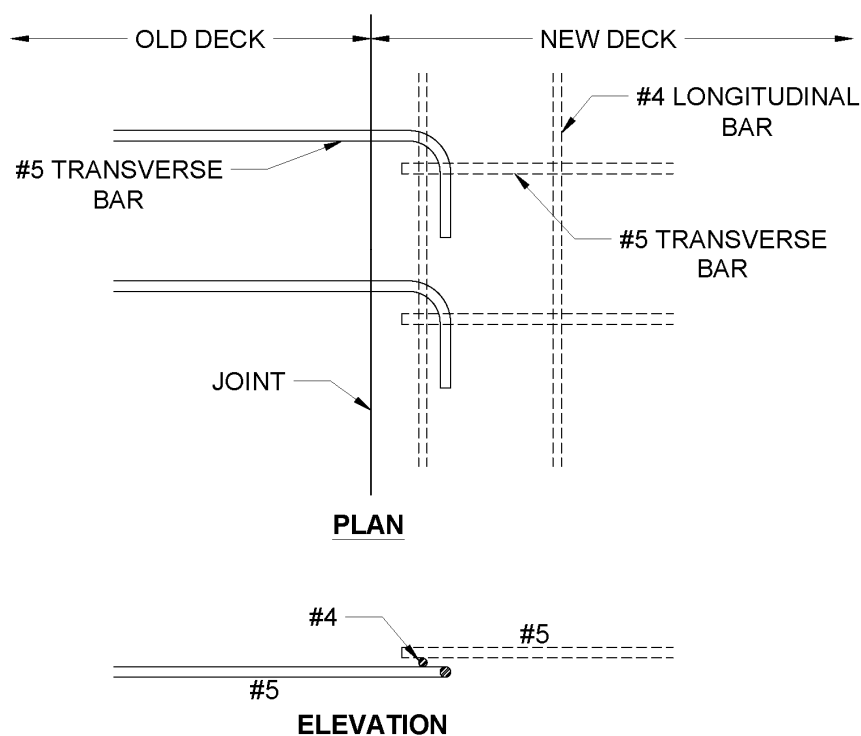 OLD DECK
NEW DECK
#4 LONGITUDINAL
BAR
#5 TRANSVERSE
BAR
#5 TRANSVERSE
BAR
JOINT
PLAN
#4
#5
#5
ELEVATION